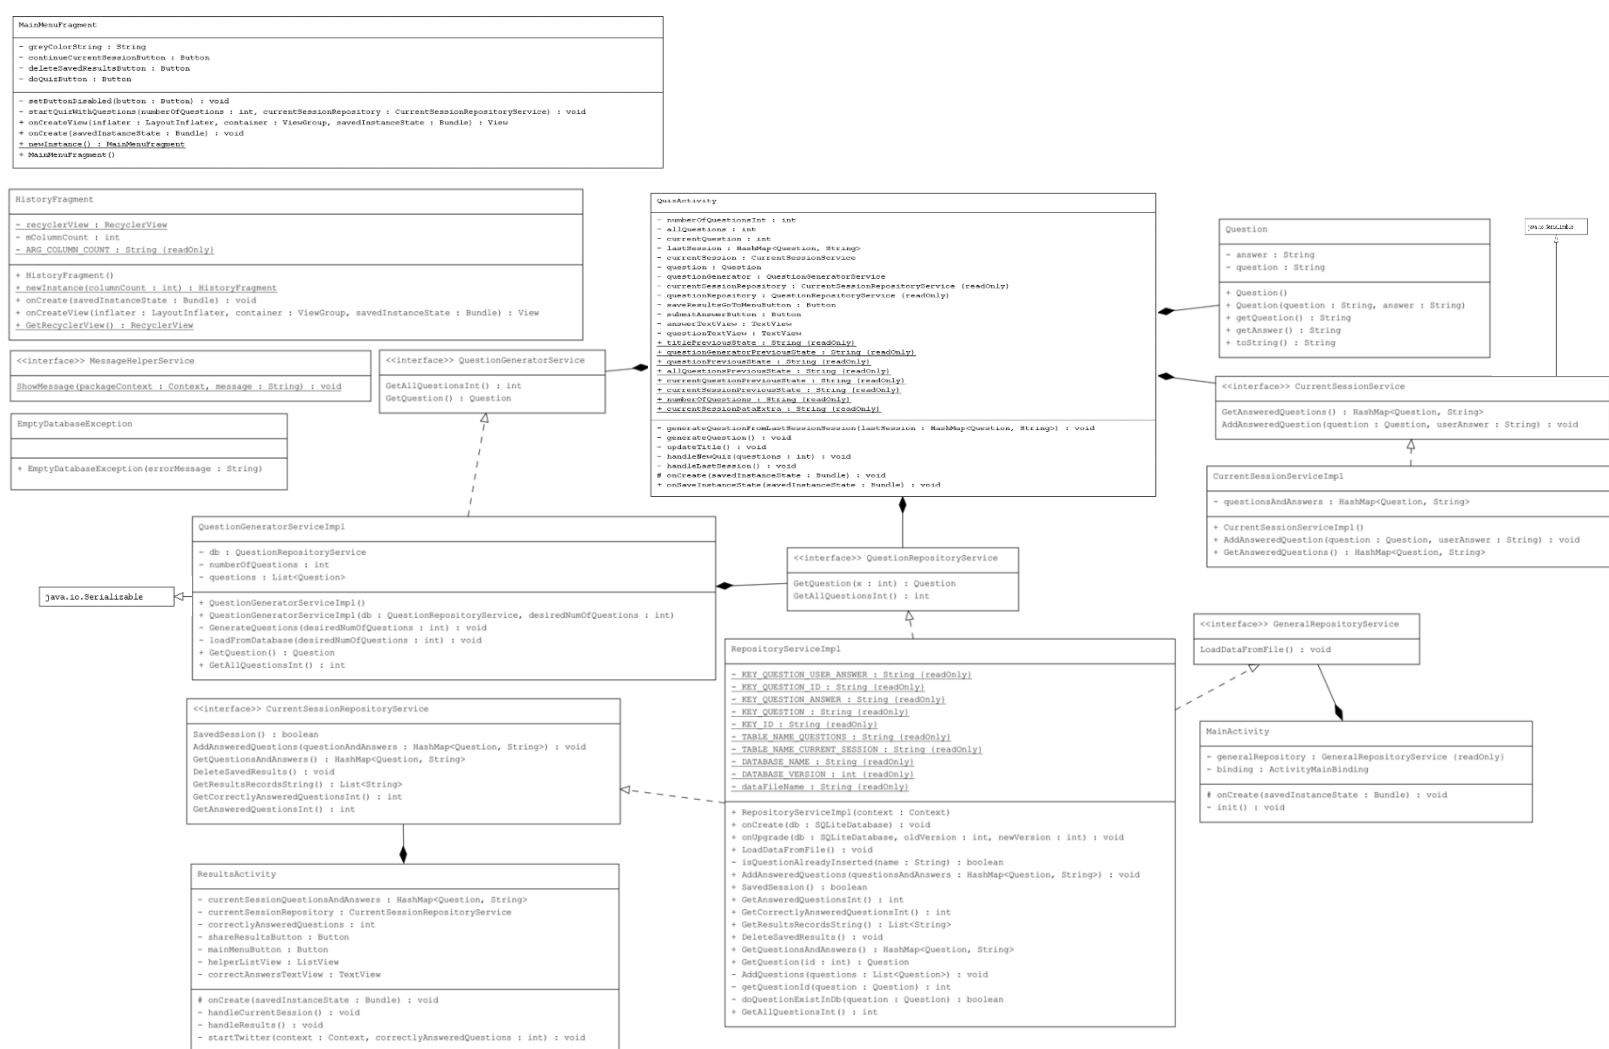 MainMenuFragment
- greyColorString : String
- continueCurrentSessionButton : Button
- deleteSavedResultsButton : Button
- doQuizButton : Button
- setButtonDisabled(button : Button) : void
- startQuizWithQuestions(numberOfQuestions : int, currentSessionRepository : CurrentSessionRepositoryService) : void
+ onCreateView(inflater : LayoutInflater, container : ViewGroup, savedInstanceState : Bundle) : View
+ onCreate(savedInstanceState : Bundle) : void
+ newInstance() : MainMenuFragment
+ MainMenuFragment()
HistoryFragment
- recyclerView : RecyclerView
- mColumnCount : int
- ARG_COLUMN_COUNT : String {readOnly}
+ HistoryFragment()
+ newInstance(columnCount : int) : HistoryFragment
+ onCreate(savedInstanceState : Bundle) : void
+ onCreateView(inflater : LayoutInflater, container : ViewGroup, savedInstanceState : Bundle) : View
+ GetRecyclerView() : RecyclerView
<<interface>> MessageHelperService
ShowMessage(packageContext : Context, message : String) : void
<<interface>> QuestionGeneratorService
GetAllQuestionsInt() : int
GetQuestion() : Question
EmptyDatabaseException
+ EmptyDatabaseException(errorMessage : String)
QuizActivity
- numberOfQuestionsInt : int
- allQuestions : int
- currentQuestion : int
- lastSession : HashMap<Question, String>
- currentSession : CurrentSessionService
- question : Question
- questionGenerator : QuestionGeneratorService
- currentSessionRepository : CurrentSessionRepositoryService {readOnly}
- questionRepository : QuestionRepositoryService {readOnly}
- saveResultsGoToMenuButton : Button
- submitAnswerButton : Button
- answerTextView : TextView
- questionTextView : TextView
+ titlePreviousState : String {readOnly}
+ questionGeneratorPreviousState : String {readOnly}
+ questionPreviousState : String {readOnly}
+ allQuestionsPreviousState : String {readOnly}
+ currentQuestionPreviousState : String {readOnly}
+ currentSessionPreviousState : String {readOnly}
+ numberOfQuestions : String {readOnly}
+ currentSessionDataExtra : String {readOnly}
- generateQuestionFromLastSession(lastSession : HashMap<Question, String>) : void
- generateQuestion() : void
- updateTitle() : void
- handleNewQuiz(questions : int) : void
- handleLastSession() : void
# onCreate(savedInstanceState : Bundle) : void
+ onSaveInstanceState(savedInstanceState : Bundle) : void
Question
- answer : String
- question : String
+ Question()
+ Question(question : String, answer : String)
+ getQuestion() : String
+ getAnswer() : String
+ toString() : String
<<interface>> CurrentSessionService
GetAnsweredQuestions() : HashMap<Question, String>
AddAnsweredQuestion(question : Question, userAnswer : String) : void
CurrentSessionServiceImpl
- questionsAndAnswers : HashMap<Question, String>
+ CurrentSessionServiceImpl()
+ AddAnsweredQuestion(question : Question, userAnswer : String) : void
+ GetAnsweredQuestions() : HashMap<Question, String>
QuestionGeneratorServiceImpl
- db : QuestionRepositoryService
- numberOfQuestions : int
- questions : List<Question>
+ QuestionGeneratorServiceImpl()
+ QuestionGeneratorServiceImpl(db : QuestionRepositoryService, desiredNumOfQuestions : int)
- GenerateQuestions(desiredNumOfQuestions : int) : void
- loadFromDatabase(desiredNumOfQuestions : int) : void
+ GetQuestion() : Question
+ GetAllQuestionsInt() : int
java.io.Serializable
<<interface>> QuestionRepositoryService
GetQuestion(x : int) : Question
GetAllQuestionsInt() : int
<<interface>> GeneralRepositoryService
LoadDataFromFile() : void
RepositoryServiceImpl
- KEY_QUESTION_USER_ANSWER : String {readOnly}
- KEY_QUESTION_ID : String {readOnly}
- KEY_QUESTION_ANSWER : String {readOnly}
- KEY_QUESTION : String {readOnly}
- KEY_ID : String {readOnly}
- TABLE_NAME_QUESTIONS : String {readOnly}
- TABLE_NAME_CURRENT_SESSION : String {readOnly}
- DATABASE_NAME : String {readOnly}
- DATABASE_VERSION : int {readOnly}
- dataFileName : String {readOnly}
+ RepositoryServiceImpl(context : Context)
+ onCreate(db : SQLiteDatabase) : void
+ onUpgrade(db : SQLiteDatabase, oldVersion : int, newVersion : int) : void
+ LoadDataFromFile() : void
- isQuestionAlreadyInserted(name : String) : boolean
+ AddAnsweredQuestions(questionsAndAnswers : HashMap<Question, String>) : void
+ SavedSession() : boolean
+ GetAnsweredQuestionsInt() : int
+ GetCorrectlyAnsweredQuestionsInt() : int
+ GetResultsRecordsString() : List<String>
+ DeleteSavedResults() : void
+ GetQuestionsAndAnswers() : HashMap<Question, String>
+ GetQuestion(id : int) : Question
- AddQuestions(questions : List<Question>) : void
- getQuestionId(question : Question) : int
- doQuestionExistInDb(question : Question) : boolean
+ GetAllQuestionsInt() : int
<<interface>> CurrentSessionRepositoryService
SavedSession() : boolean
AddAnsweredQuestions(questionAndAnswers : HashMap<Question, String>) : void
GetQuestionsAndAnswers() : HashMap<Question, String>
DeleteSavedResults() : void
GetResultsRecordsString() : List<String>
GetCorrectlyAnsweredQuestionsInt() : int
GetAnsweredQuestionsInt() : int
MainActivity
- generalRepository : GeneralRepositoryService {readOnly}
- binding : ActivityMainBinding
# onCreate(savedInstanceState : Bundle) : void
- init() : void
ResultsActivity
- currentSessionQuestionsAndAnswers : HashMap<Question, String>
- currentSessionRepository : CurrentSessionRepositoryService
- correctlyAnsweredQuestions : int
- shareResultsButton : Button
- mainMenuButton : Button
- helperListView : ListView
- correctAnswersTextView : TextView
# onCreate(savedInstanceState : Bundle) : void
- handleCurrentSession() : void
- handleResults() : void
- startTwitter(context : Context, correctlyAnsweredQuestions : int) : void